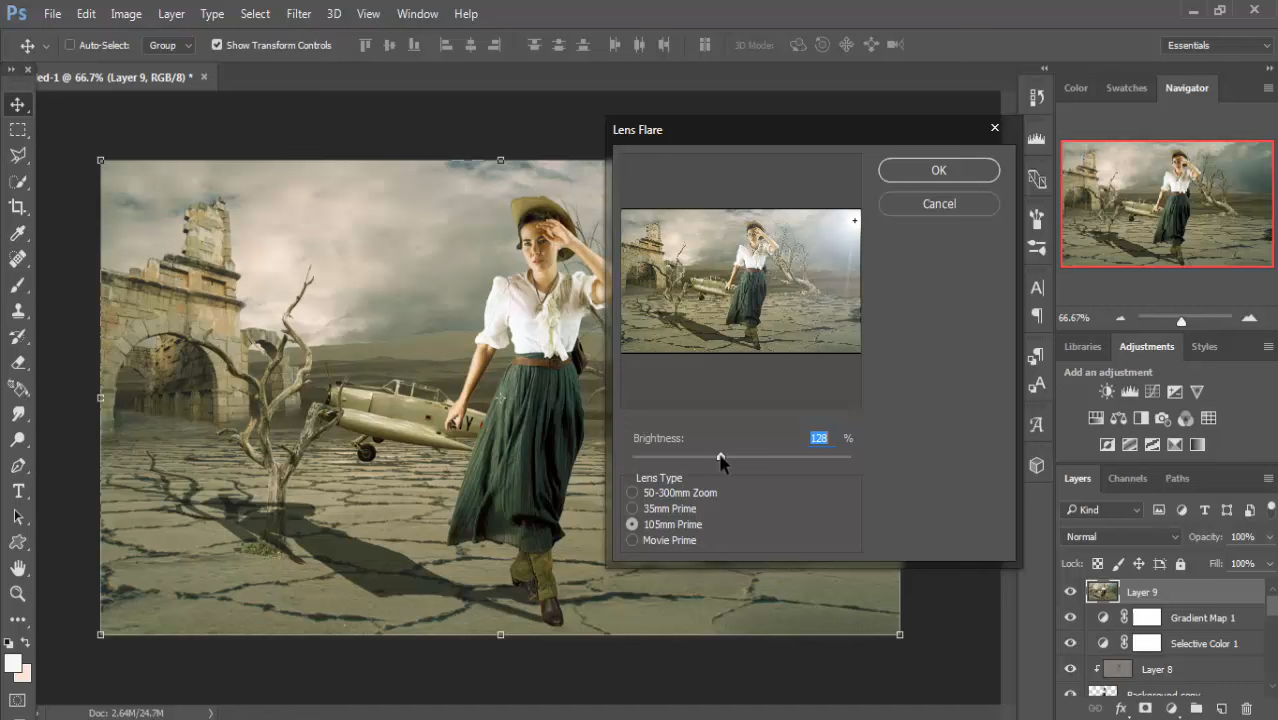 Ps File Edit Image Layer Type Select Filter 3D View Window Help
Auto-Select: Group Show Transform Controls 3D Mode: Essentials
ed-1 @ 66.7% (Layer 9, RGB/8) *
Color Swatches Navigator
Lens Flare
OK
Cancel
66.67%
Libraries Adjustments Styles
Add an adjustment
Brightness: 128 %
Lens Type
50-300mm Zoom
35mm Prime
105mm Prime
Movie Prime
Layers Channels Paths
Kind
Normal Opacity: 100%
Lock: Fill: 100%
Layer 9
Gradient Map 1
Selective Color 1
Layer 8
Background copy
Doc: 2.64M/24.7M